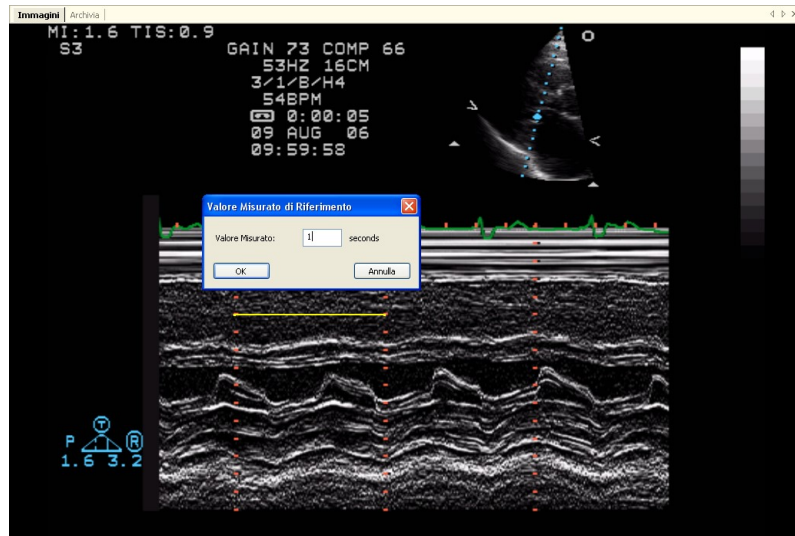 Immagini Archivia
MI:1.6 TIS:0.9
S3
GAIN 73 COMP 66
53HZ 16CM
3/1/B/H4
54BPM
0:00:05
09 AUG 06
09:59:58
Valore Misurato di Riferimento
Valore Misurato: 1 seconds
OK Annulla
T
P R
1.6 3.2